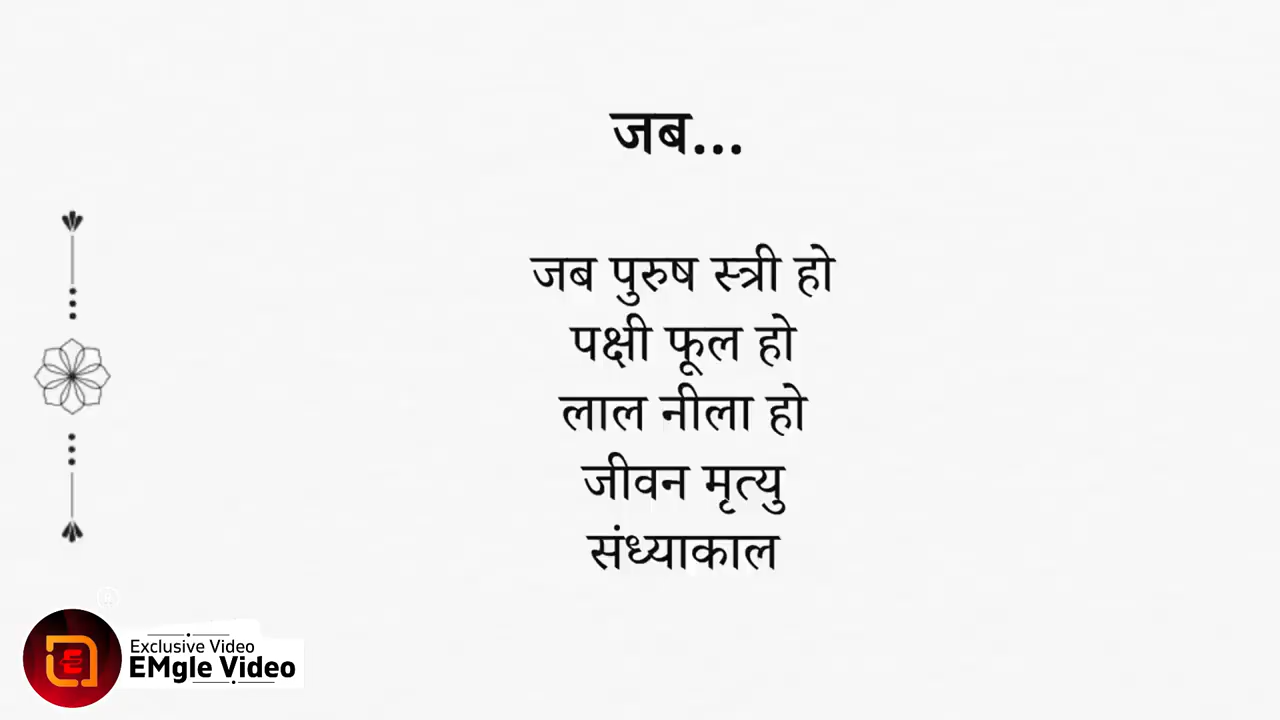 जब...
जब पुरुष स्त्री हो
पक्षी फूल हो
लाल नीला हो
जीवन मृत्यु
संध्याकाल
Exclusive Video
EMgle Video